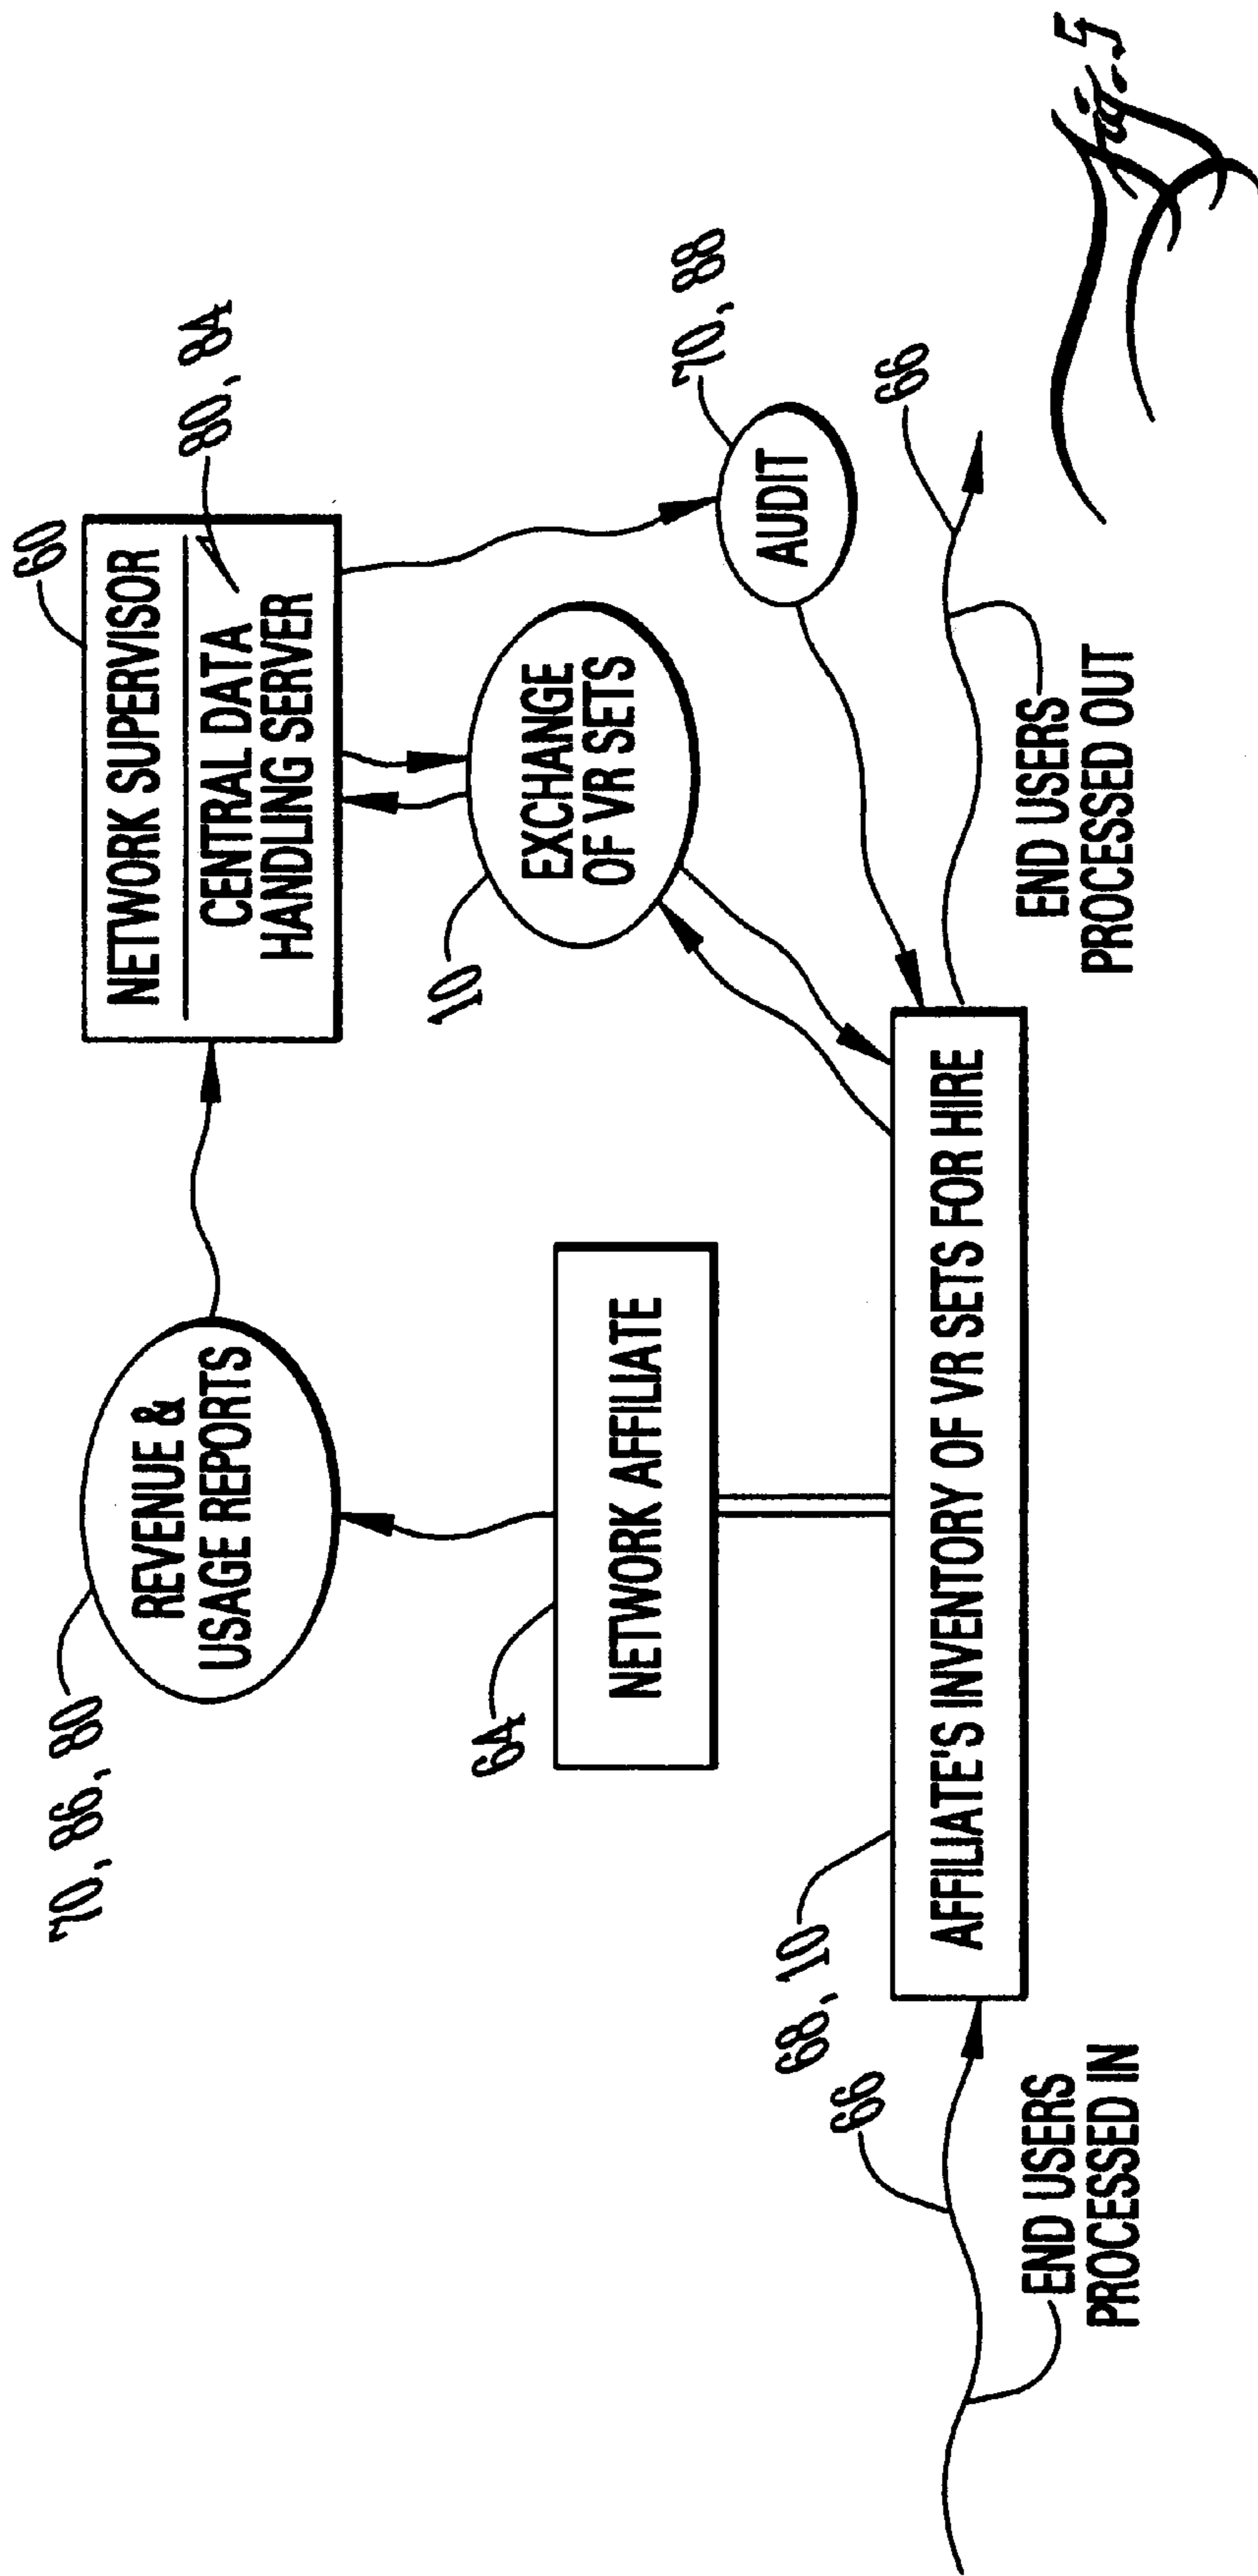 60
NETWORK SUPERVISOR
CENTRAL DATA
HANDLING SERVER
80, 84
70, 86, 80
REVENUE &
USAGE REPORTS
10
EXCHANGE
OF VR SETS
70, 88
AUDIT
64
NETWORK AFFILIATE
68, 10
AFFILIATE'S INVENTORY OF VR SETS FOR HIRE
66
END USERS
PROCESSED IN
66
END USERS
PROCESSED OUT
Fig. 5